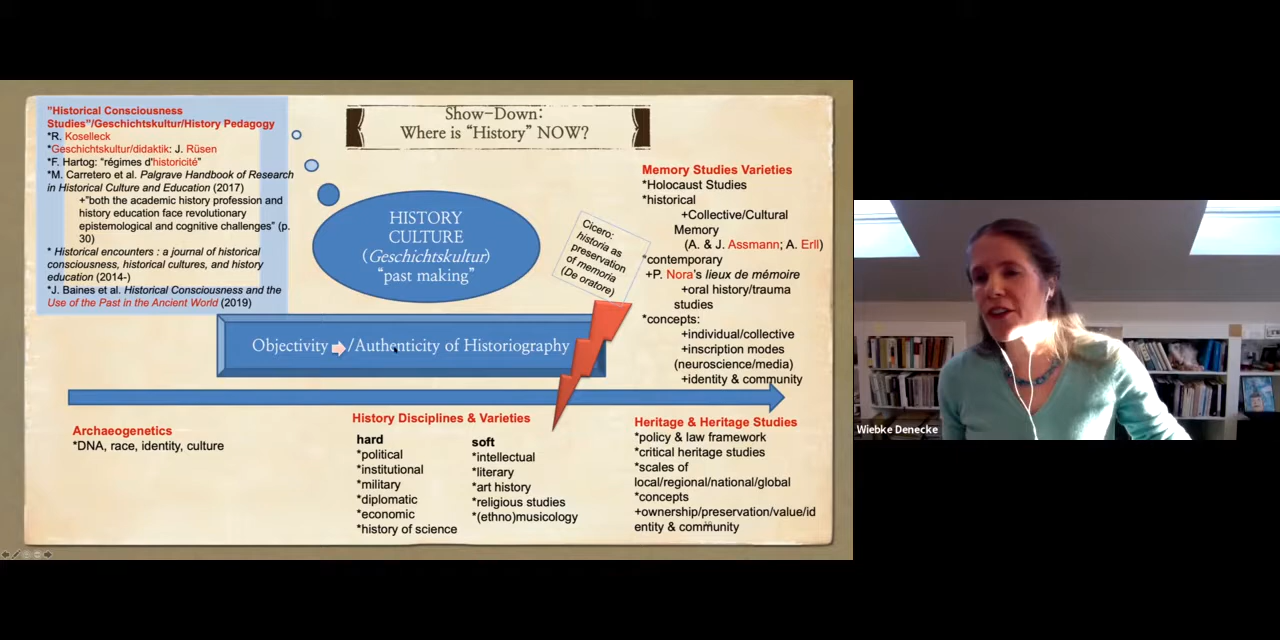 "Historical Consciousness
Studies"/Geschichtskultur/History Pedagogy
*R. Koselleck
*Geschichtskultur/didaktik: J. Rüsen
*F. Hartog: "régimes d'historicité"
*M. Carretero et al. Palgrave Handbook of Research
in Historical Culture and Education (2017)
+"both the academic history profession and
history education face revolutionary
epistemological and cognitive challenges" (p.
30)
* Historical encounters : a journal of historical
consciousness, historical cultures, and history
education (2014-)
*J. Baines et al. Historical Consciousness and the
Use of the Past in the Ancient World (2019)
Show-Down:
Where is "History" NOW?
HISTORY
CULTURE
(Geschichtskultur)
"past making"
Cicero:
historia as
preservation
of memoria
(De oratore)
Objectivity /Authenticity of Historiography
Memory Studies Varieties
*Holocaust Studies
*historical
+Collective/Cultural
Memory
(A. & J. Assmann; A. Erll)
*contemporary
+P. Nora's lieux de mémoire
+oral history/trauma
studies
*concepts:
+individual/collective
+inscription modes
(neuroscience/media)
+identity & community
Archaeogenetics
*DNA, race, identity, culture
History Disciplines & Varieties
hard
*political
*institutional
*military
*diplomatic
*economic
*history of science
soft
*intellectual
*literary
*art history
*religious studies
*(ethno)musicology
Heritage & Heritage Studies
*policy & law framework
*critical heritage studies
*scales of
local/regional/national/global
*concepts
+ownership/preservation/value/id
entity & community
Wiebke Denecke